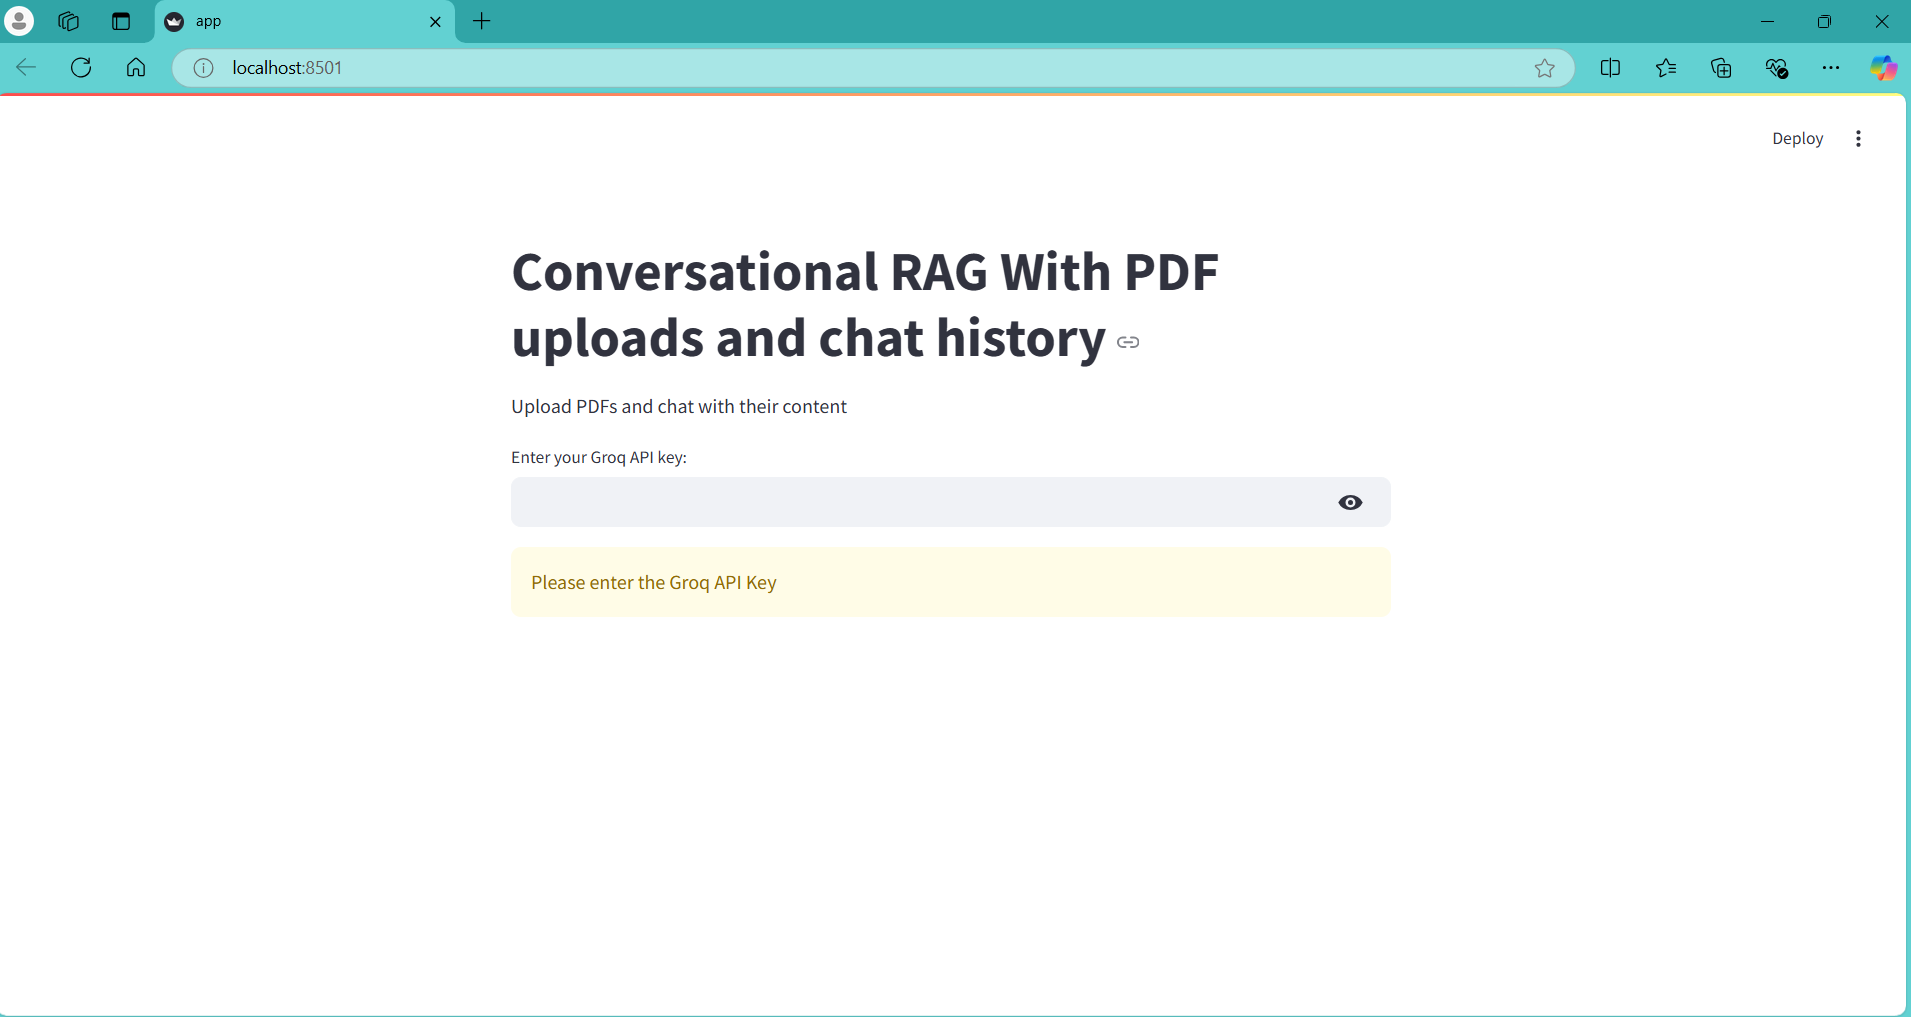 app
localhost:8501
Deploy
Conversational RAG With PDF
uploads and chat history
Upload PDFs and chat with their content
Enter your Groq API key:
Please enter the Groq API Key